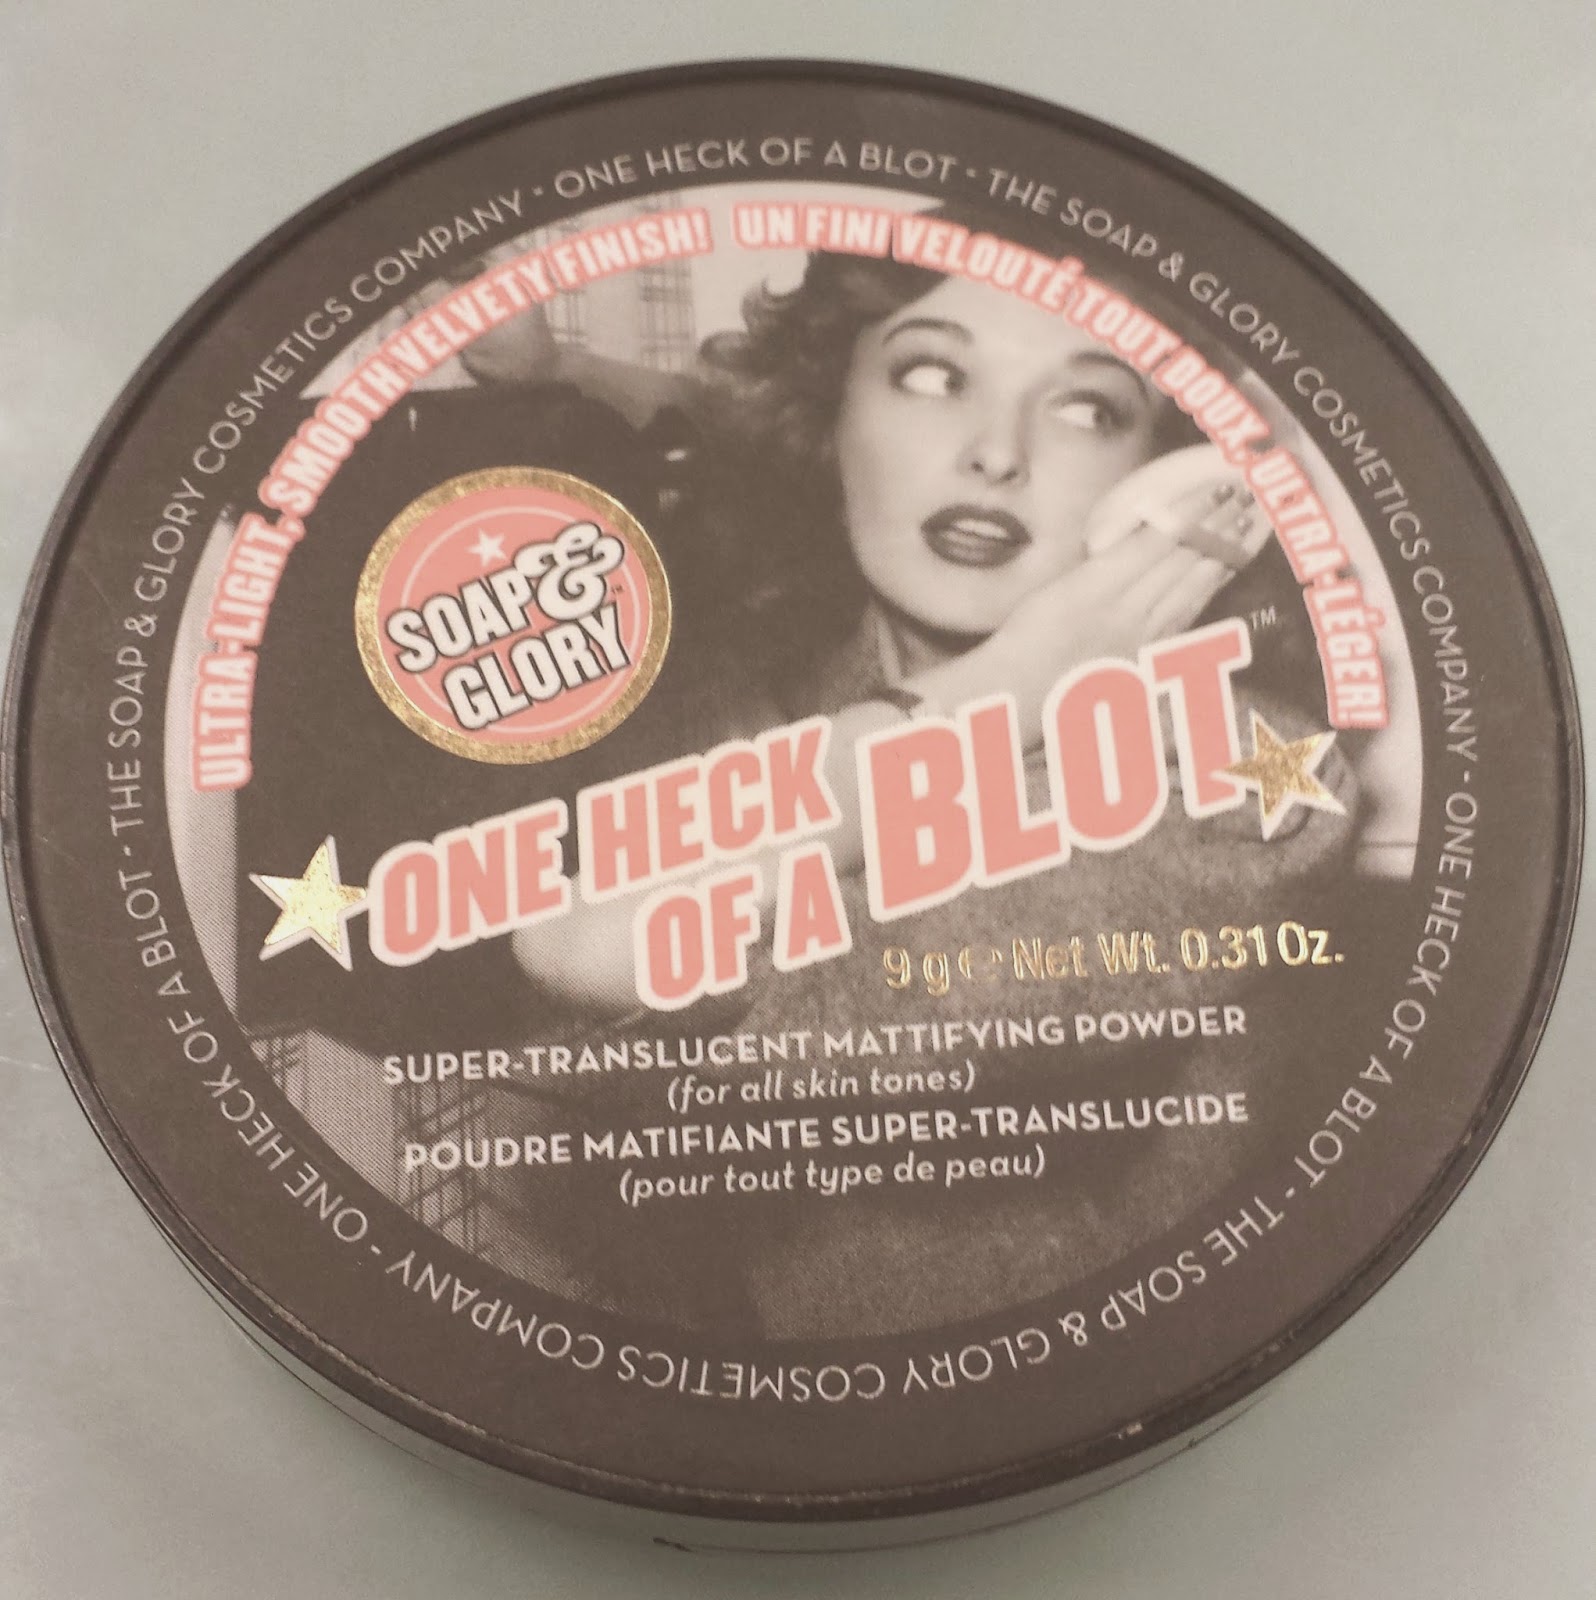 ONE HECK OF A BLOT - THE SOAP & GLORY COSMETICS COMPANY - ONE HECK OF A BLOT - THE SOAP & GLORY COSMETICS COMPANY - ONE HECK OF A BLOT - THE SOAP & GLORY COSMETICS COMPANY -
ULTRA-LIGHT, SMOOTH VELVETY FINISH!
UN FINI VELOUTÉ TOUT DOUX, ULTRA-LÉGER!
SOAP &
GLORY™
ONE HECK
OF A BLOT™
9 g ℮ Net Wt. 0.31 Oz.
SUPER-TRANSLUCENT MATTIFYING POWDER
(for all skin tones)
POUDRE MATIFIANTE SUPER-TRANSLUCIDE
(pour tout type de peau)